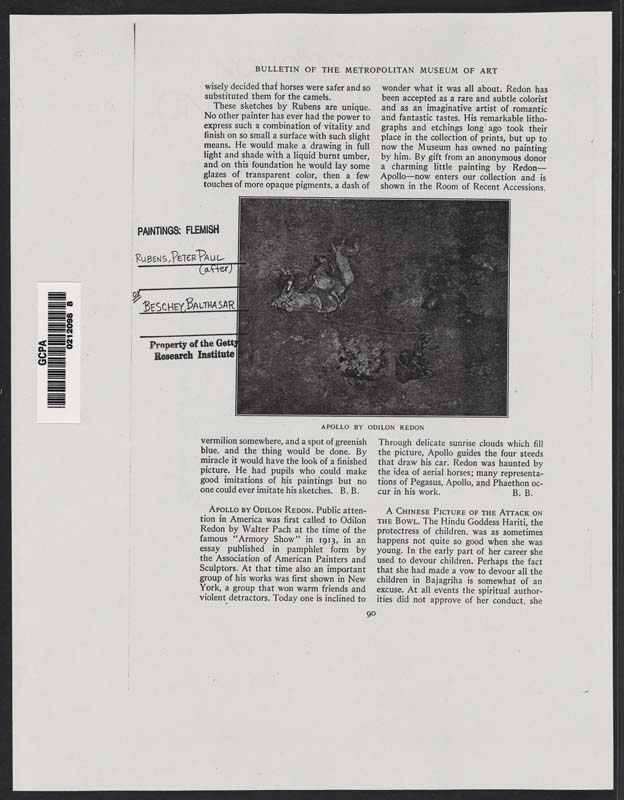 BULLETIN OF THE METROPOLITAN MUSEUM OF ART
wisely decided that horses were safer and so
substituted them for the camels.
These sketches by Rubens are unique.
No other painter has ever had the power to
express such a combination of vitality and
finish on so small a surface with such slight
means. He would make a drawing in full
light and shade with a liquid burnt umber,
and on this foundation he would lay some
glazes of transparent color, then a few
touches of more opaque pigments, a dash of
wonder what it was all about. Redon has
been accepted as a rare and subtle colorist
and as an imaginative artist of romantic
and fantastic tastes. His remarkable litho-
graphs and etchings long ago took their
place in the collection of prints, but up to
now the Museum has owned no painting
by him. By gift from an anonymous donor
a charming little painting by Redon—
Apollo—now enters our collection and is
shown in the Room of Recent Accessions.
PAINTINGS: FLEMISH
RUBENS, PETER PAUL
(after)
or
BESCHEY, BALTHASAR
Property of the Getty
Research Institute
GCPA
0212098 8
APOLLO BY ODILON REDON
vermilion somewhere, and a spot of greenish
blue, and the thing would be done. By
miracle it would have the look of a finished
picture. He had pupils who could make
good imitations of his paintings but no
one could ever imitate his sketches. B. B.
APOLLO BY ODILON REDON. Public atten-
tion in America was first called to Odilon
Redon by Walter Pach at the time of the
famous "Armory Show" in 1913, in an
essay published in pamphlet form by
the Association of American Painters and
Sculptors. At that time also an important
group of his works was first shown in New
York, a group that won warm friends and
violent detractors. Today one is inclined to
Through delicate sunrise clouds which fill
the picture, Apollo guides the four steeds
that draw his car. Redon was haunted by
the idea of aerial horses; many representa-
tions of Pegasus, Apollo, and Phaethon oc-
cur in his work. B. B.
A CHINESE PICTURE OF THE ATTACK ON
THE BOWL. The Hindu Goddess Hariti, the
protectress of children, was as sometimes
happens not quite so good when she was
young. In the early part of her career she
used to devour children. Perhaps the fact
that she had made a vow to devour all the
children in Bajagriha is somewhat of an
excuse. At all events the spiritual author-
ities did not approve of her conduct, she
90